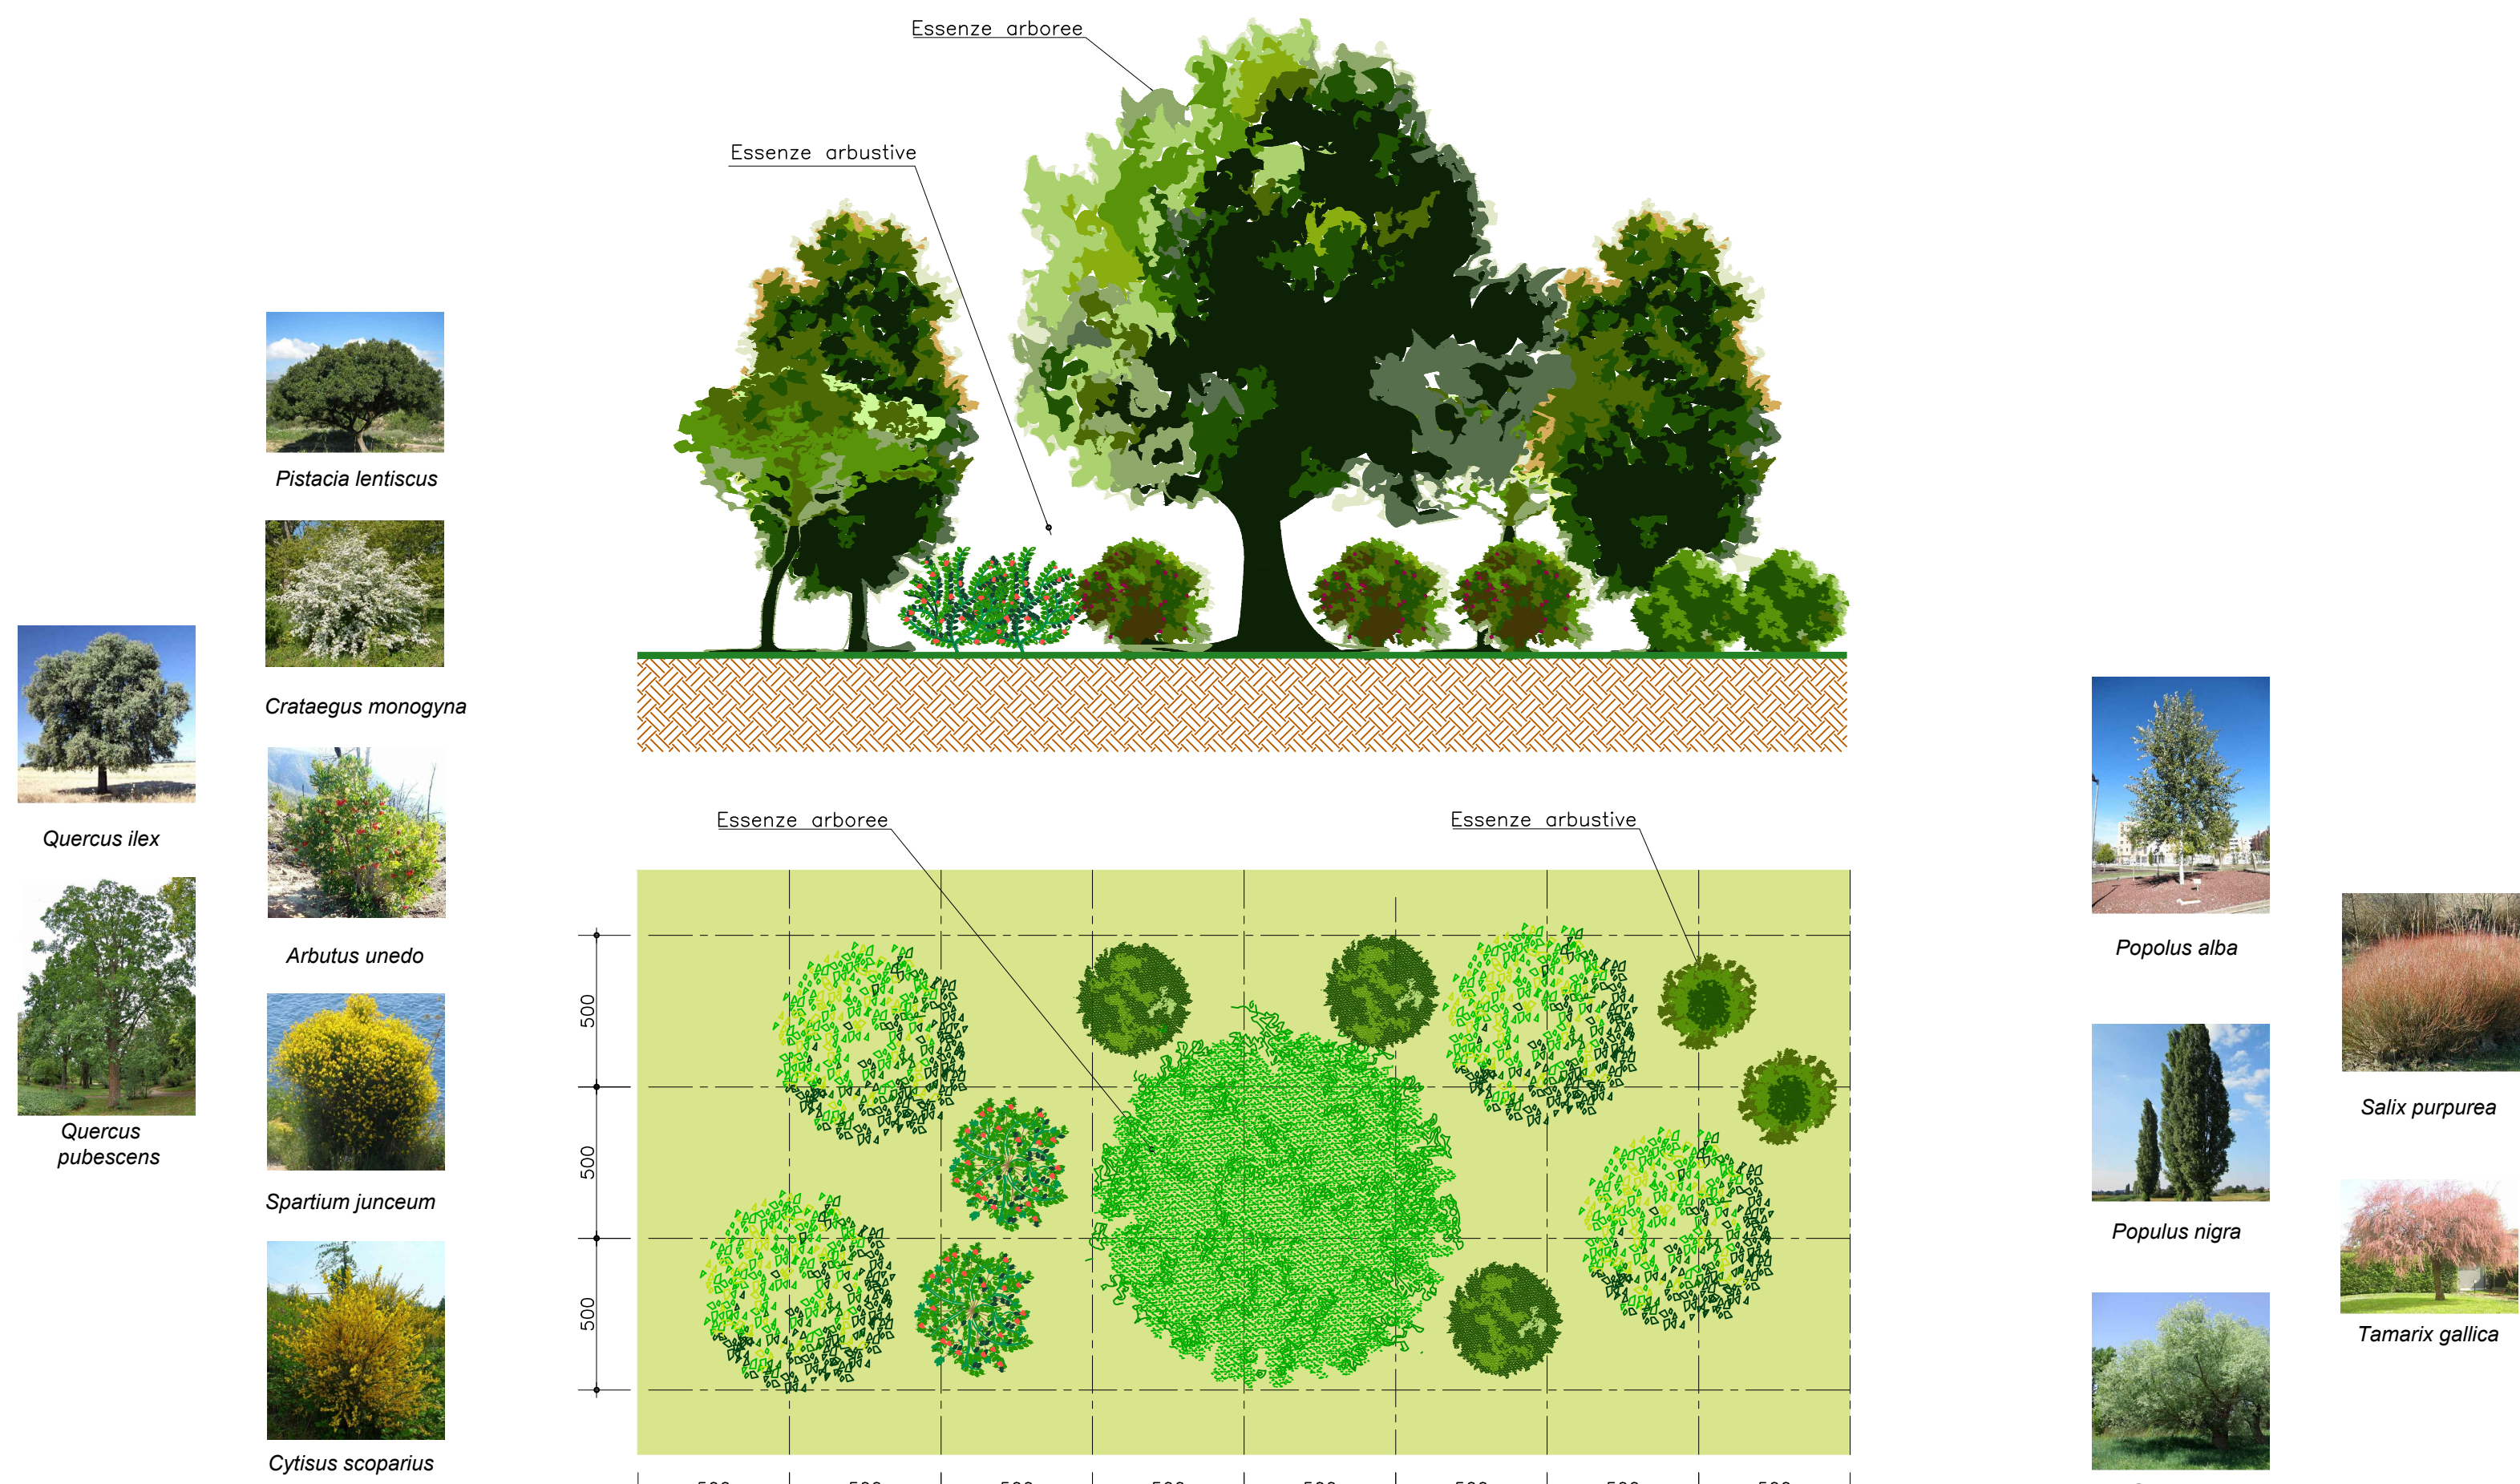 Essenze arboree
Essenze arbustive
Pistacia lentiscus
Crataegus monogyna
Quercus ilex
Arbutus unedo
Quercus
pubescens
Spartium junceum
Cytisus scoparius
Essenze arboree
Essenze arbustive
500
500
500
Popolus alba
Salix purpurea
Populus nigra
Tamarix gallica